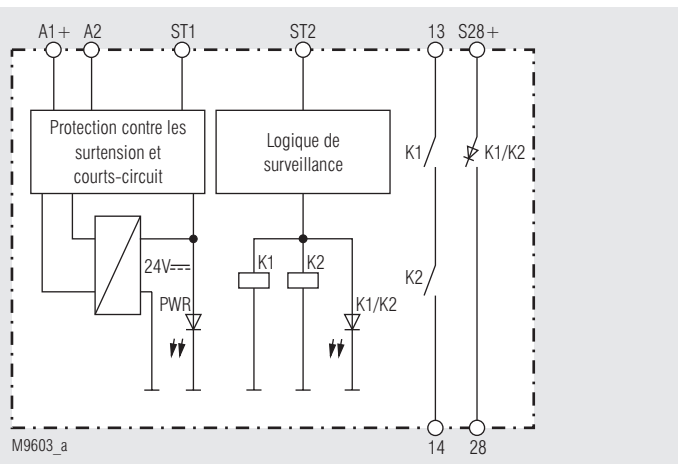 A1+ A2 ST1 ST2 13 S28+
Protection contre les
surtension et
courts-circuit
Logique de
surveillance
K1 K1/K2
24V K1 K2 K2
PWR K1/K2
M9603_a 14 28